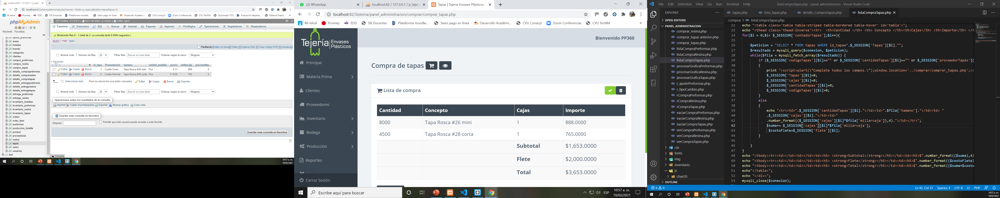 localhost:82 / 127.0.0.1 / p_tejeria
localhost:82/phpmyadmin/sql.php?server=1&db=p_tejeria&table=tapas&pos=0
Mi telcel
Promep
EDD
SIE Docentes
Plataforma moodle...
Sears pago en línea
Desarrollo Académi...
CVU Conacyt
Zoom Conferencias
CVU TecNM
Diplomado ITSS
Evaluación departa...
Material Teams
phpMyAdmin
Reciente Favoritas
ajuste_preformas
areas
botellas
brands
categories
clientes
compra_preformas
compra_resina
compra_tapas
detalle_comprapreformas
detalle_compraresina
detalle_compratapas
detalle_entregapreformas
detalle_entregaresina
detalle_entregatapas
entrega_preformas
entrega_resina
inventario_botellas
inventario_preformas
inventario_resina
inventario_tapas
orders
order_item
preformas
produccion_botella
product
proveedores
resina
tapas
users
usuarios
test
Servidor: 127.0.0.1 » Base de datos: p_tejeria » Tabla: tapas
Examinar Estructura SQL Buscar Insertar Exportar Importar Privilegios Operaciones Seguimiento Disparadores
Mostrando filas 0 - 1 (total de 2, La consulta tardó 0,0000 segundos.)
SELECT * FROM `tapas`
Perfilando [Editar en línea] [ Editar ] [ Explicar SQL ] [ Crear código PHP ] [ Actualizar]
Mostrar todo Número de filas: 25 Filtrar filas: Buscar en esta tabla Ordenar según la clave: Ninguna
+ Opciones
id_tapa Presentacion tamano unidad_medida precio millarcaja preciomillar
Editar Copiar Borrar 1 Cuello Corto Tapa Rosca #26 mini Pza 0.11 888 0
Editar Copiar Borrar 2 Cuello Normal Tapa Rosca #28 corta Pza 0.1528 765 0
Seleccionar todo Para los elementos que están marcados: Editar Copiar Borrar Exportar
Mostrar todo Número de filas: 25 Filtrar filas: Buscar en esta tabla Ordenar según la clave: Ninguna
Operaciones sobre los resultados de la consulta
Imprimir Copiar al portapapeles Exportar Mostrar gráfico Crear vista
Guardar esta consulta en favoritos
Etiqueta: Permitir que todo usuario pueda acceder a este favorito
Guardar esta consulta en favoritos
Consola
10:57 a. m.
19/02/2021
(2) WhatsApp
localhost:82 / 127.0.0.1 / p_tejeria
Tapas | Tejeria Envases Plásticos
localhost:82/Sistema/panel_administracion/comprar/comprar_tapas.php
Mi telcel
Promep
EDD
SIE Docentes
Plataforma moodle...
Sears pago en línea
Desarrollo Académi...
CVU Conacyt
Zoom Conferencias
CVU TecNM
Tejería Envases Plásticos
Bienvenido PP360
Principal
Materia Prima
Clientes
Proveedores
Inventario
Bodega
Producción
Reportes
Cerrar Sesión
Compra de tapas
Lista de compra
Cantidad Concepto Cajas Importe
8000 Tapa Rosca #26 mini 1 888.0000
4500 Tapa Rosca #28 corta 1 765.0000
Subtotal $1,653.0000
Flete $2,000.0000
Total $3,653.0000
Escribe aquí para buscar
ESP
10:57 a. m.
19/02/2021
File Edit Selection View Go Run Terminal Help
listaCompraTapas.php - panel_administracion - Visual Studio Code
EXPLORER
OPEN EDITORS
PANEL_ADMINISTRACION
comprar_resina.php
comprar_tapas anterior.php
comprar_tapas.php
listaCompraPreformas.php
listaCompraResina.php
listaCompraTapas.php
procesarGraficaPreformas.php
procesarGraficaResina.php
procesarGraficaTapas.php
r_ajustePreformas.php
r_tipoCambio.php
rCompraPreformas.php
rCompraResina.php
rCompraTapas.php
vaciarCompraPreformas.php
vaciarCompraResina.php
vaciarCompraTapas.php
verCompraPreformas.php
verCompraResina.php
verCompraTapas.php
css
fonts
img
inventario
js
chartJS
OUTLINE
tapas.php
lista_tapas.php
detalle_CompraTapas.php
listaCompraTapas.php
comprar > listaCompraTapas.php
22 echo "<table class='table table-striped table-bordered table-hover' id='tabla'>";
23 echo "<thead class='thead-inverse'><tr> <th>Cantidad </th> <th> Concepto </th><th>Cajas</th> <th>Importe</th> </t
24 for($i = 0;$i< $_SESSION['contadorTapas'];$i++){
25
26 $peticion = "SELECT * FROM tapas WHERE id_tapa=".$_SESSION['Tapas'][$i]."";
27 $resultado = mysqli_query($conexion, $peticion);
28 while($fila = mysqli_fetch_array($resultado)) {
29 if ($_SESSION['codigoTapas'][$i]=="" or $_SESSION['cantidadTapas'][$i]=="" or $_SESSION['proveedorTapas'][
30 {
31 print "<script>alert(\"Complete todos los campos.\");window.location='../comprar/comprar_tapas.php';</
32 $_SESSION['Tapas'][$i]=0;
33 $_SESSION['cajas'][$i]=0;
34 $_SESSION['cantidadTapas'][$i]=0;
35 $_SESSION['codigoTapas'][$i]=0;
36 }
37 else
38 {
39 echo "<tr><td>".$_SESSION['cantidadTapas'][$i]."</td><td>".$fila['tamano']."</td><td> "
40 .$_SESSION['cajas'][$i]."</td><td>"
41 .number_format(($_SESSION['cajas'][$i]*$fila['millarcaja']),4)."</td></tr>";
42 $suma+= $_SESSION['cajas'][$i]*$fila['millarcaja'];
43 $costoFlete=$_SESSION['flete'][$i];
44 }
45
46 }
47 }
48 echo "<tbody><tr><td></td><td></td><td><h5> <strong>Subtotal</strong></h5></td><td><h5>$".number_format(($suma),4)
49 echo "<tbody><tr><td></td><td></td><td><h5> <strong>Flete</strong></h5></td><td><h5>$".number_format(($costoFlete)
50 echo "<tbody><tr><td></td><td></td><td><h5> <strong>Total</strong></h5></td><td><h5>$".number_format(($suma+$costo
51 echo"</table>";
52 echo "</div>";
53 mysqli_close($conexion);
0 0
Ln 42, Col 37 Spaces: 4 UTF-8 LF PHP
10:57 a. m.
19/02/2021